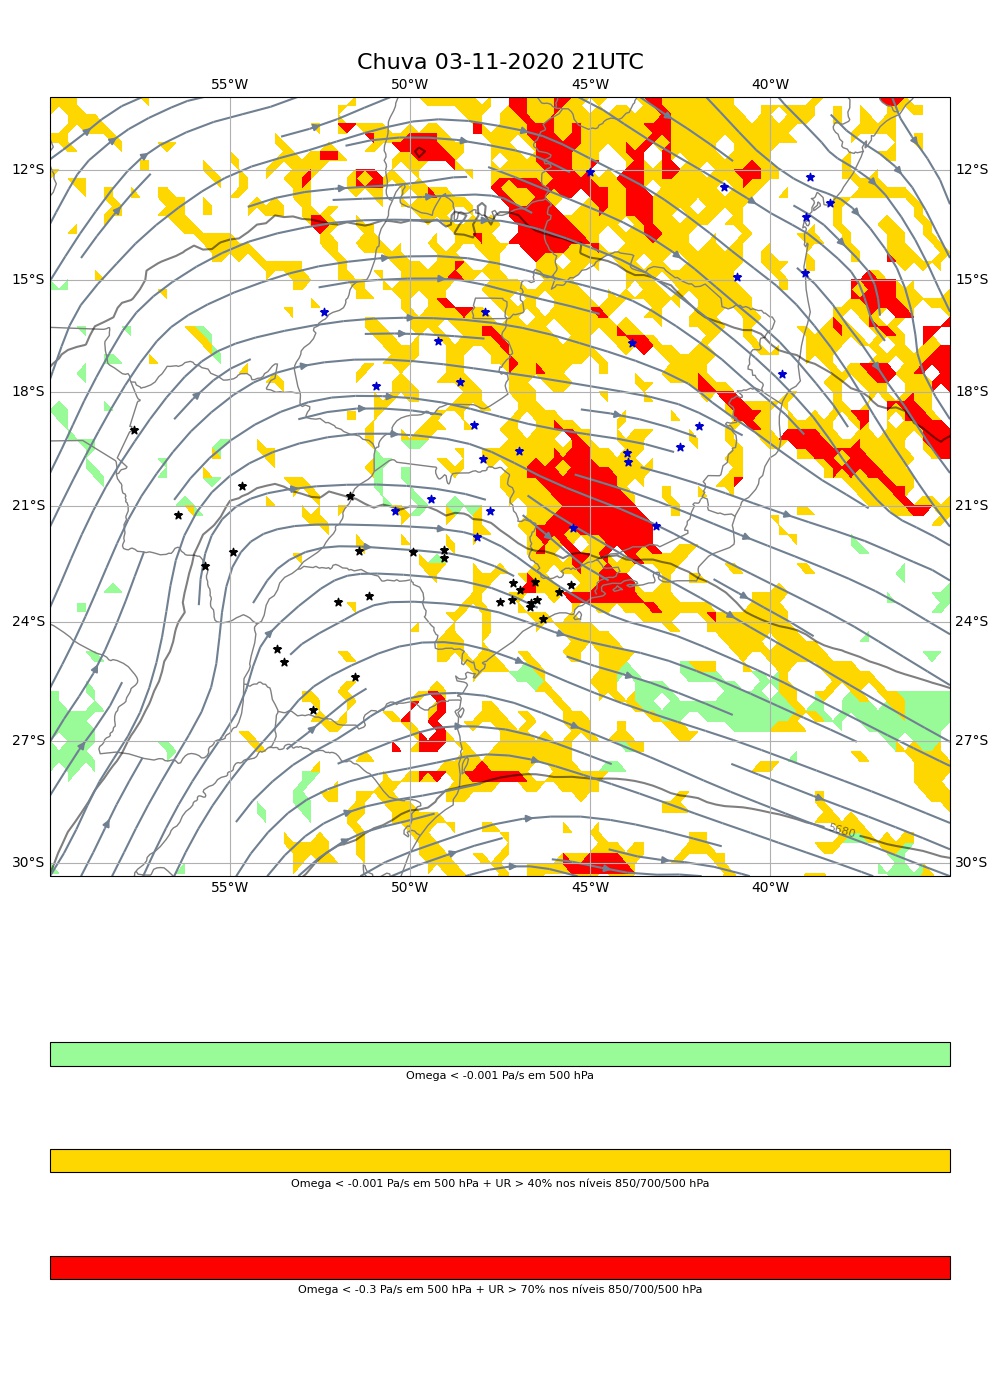 Chuva 03-11-2020 21UTC
55°W 50°W 45°W 40°W
12°S 12°S
15°S 15°S
18°S 18°S
21°S 21°S
24°S 24°S
27°S 27°S
5680
30°S 30°S
55°W 50°W 45°W 40°W
Omega < -0.001 Pa/s em 500 hPa
Omega < -0.001 Pa/s em 500 hPa + UR > 40% nos níveis 850/700/500 hPa
Omega < -0.3 Pa/s em 500 hPa + UR > 70% nos níveis 850/700/500 hPa